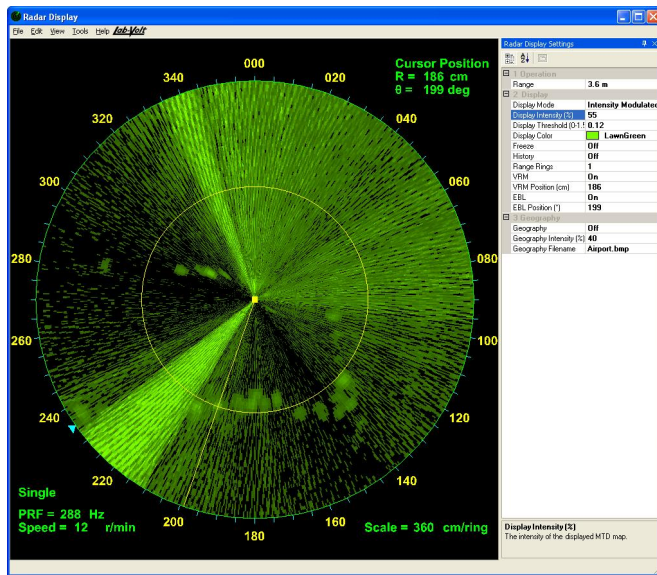 Radar Display
File Edit View Tools Help Lab-Volt
Cursor Position
R = 186 cm
θ = 199 deg
000
020
040
060
080
100
120
140
160
180
200
220
240
260
280
300
320
340
Single
PRF = 288 Hz
Speed = 12 r/min
Scale = 360 cm/ring
Radar Display Settings
1 Operation
Range 3.6 m
2 Display
Display Mode Intensity Modulated
Display Intensity (%) 55
Display Threshold (0-1.5 0.12
Display Color LawnGreen
Freeze Off
History Off
Range Rings 1
VRM On
VRM Position (cm) 186
EBL On
EBL Position (°) 199
3 Geography
Geography Off
Geography Intensity (%) 40
Geography Filename Airport.bmp
Display Intensity (%)
The intensity of the displayed MTD map.